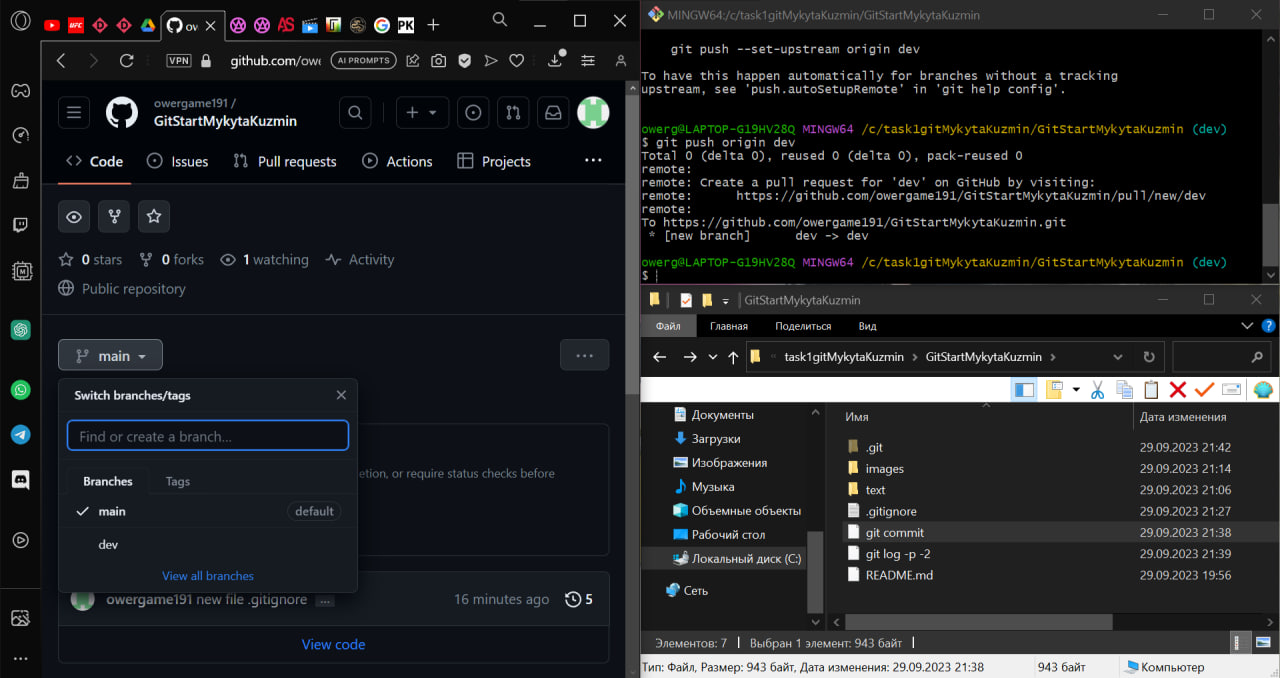 UFC
ov
AS
PK
VPN
github.com/owe
AI PROMPTS
owergame191 /
GitStartMykytaKuzmin
Code
Issues
Pull requests
Actions
Projects
0 stars
0 forks
1 watching
Activity
Public repository
main
Switch branches/tags
Find or create a branch...
etion, or require status checks before
Branches
Tags
main
default
dev
View all branches
owergame191 new file .gitignore
16 minutes ago
5
View code
MINGW64:/c/task1gitMykytaKuzmin/GitStartMykytaKuzmin
git push --set-upstream origin dev
To have this happen automatically for branches without a tracking
upstream, see 'push.autoSetupRemote' in 'git help config'.
owerg@LAPTOP-G19HV28Q MINGW64 /c/task1gitMykytaKuzmin/GitStartMykytaKuzmin (dev)
$ git push origin dev
Total 0 (delta 0), reused 0 (delta 0), pack-reused 0
remote:
remote: Create a pull request for 'dev' on GitHub by visiting:
remote:      https://github.com/owergame191/GitStartMykytaKuzmin/pull/new/dev
remote:
To https://github.com/owergame191/GitStartMykytaKuzmin.git
 * [new branch]      dev -> dev
owerg@LAPTOP-G19HV28Q MINGW64 /c/task1gitMykytaKuzmin/GitStartMykytaKuzmin (dev)
$
GitStartMykytaKuzmin
Файл
Главная
Поделиться
Вид
task1gitMykytaKuzmin > GitStartMykytaKuzmin >
Документы
Загрузки
Изображения
Музыка
Объемные объекты
Рабочий стол
Локальный диск (C:)
Сеть
Имя
Дата изменения
.git 29.09.2023 21:42
images 29.09.2023 21:14
text 29.09.2023 21:06
.gitignore 29.09.2023 21:27
git commit 29.09.2023 21:38
git log -p -2 29.09.2023 21:39
README.md 29.09.2023 19:56
Элементов: 7
Выбран 1 элемент: 943 байт
Тип: Файл, Размер: 943 байт, Дата изменения: 29.09.2023 21:38
943 байт
Компьютер